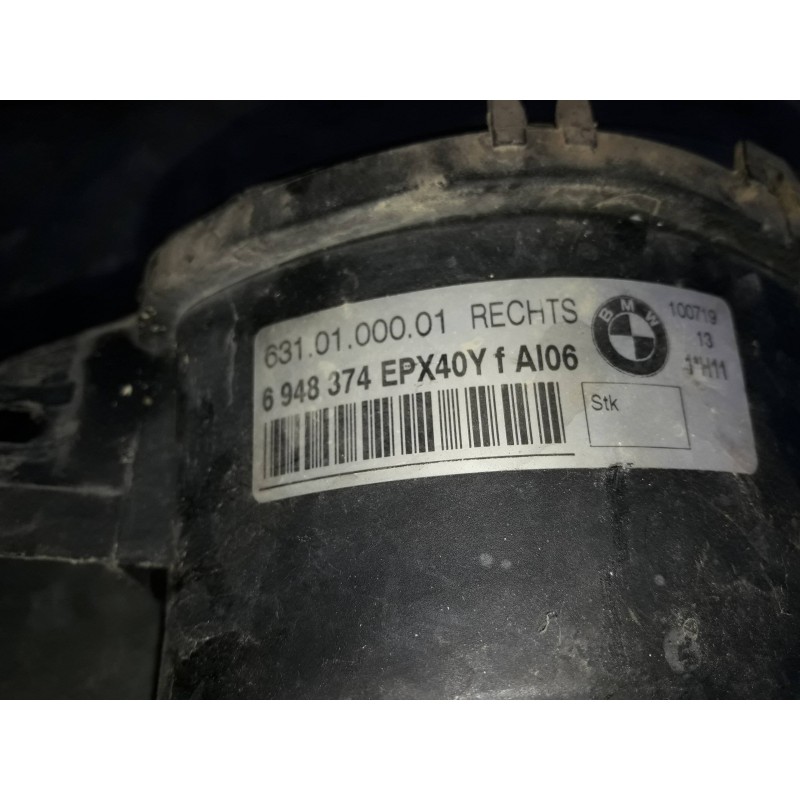 631.01.000.01 RECHTS
6 948 374 EPX40Y f AI06
BMW
100719
13
Stk